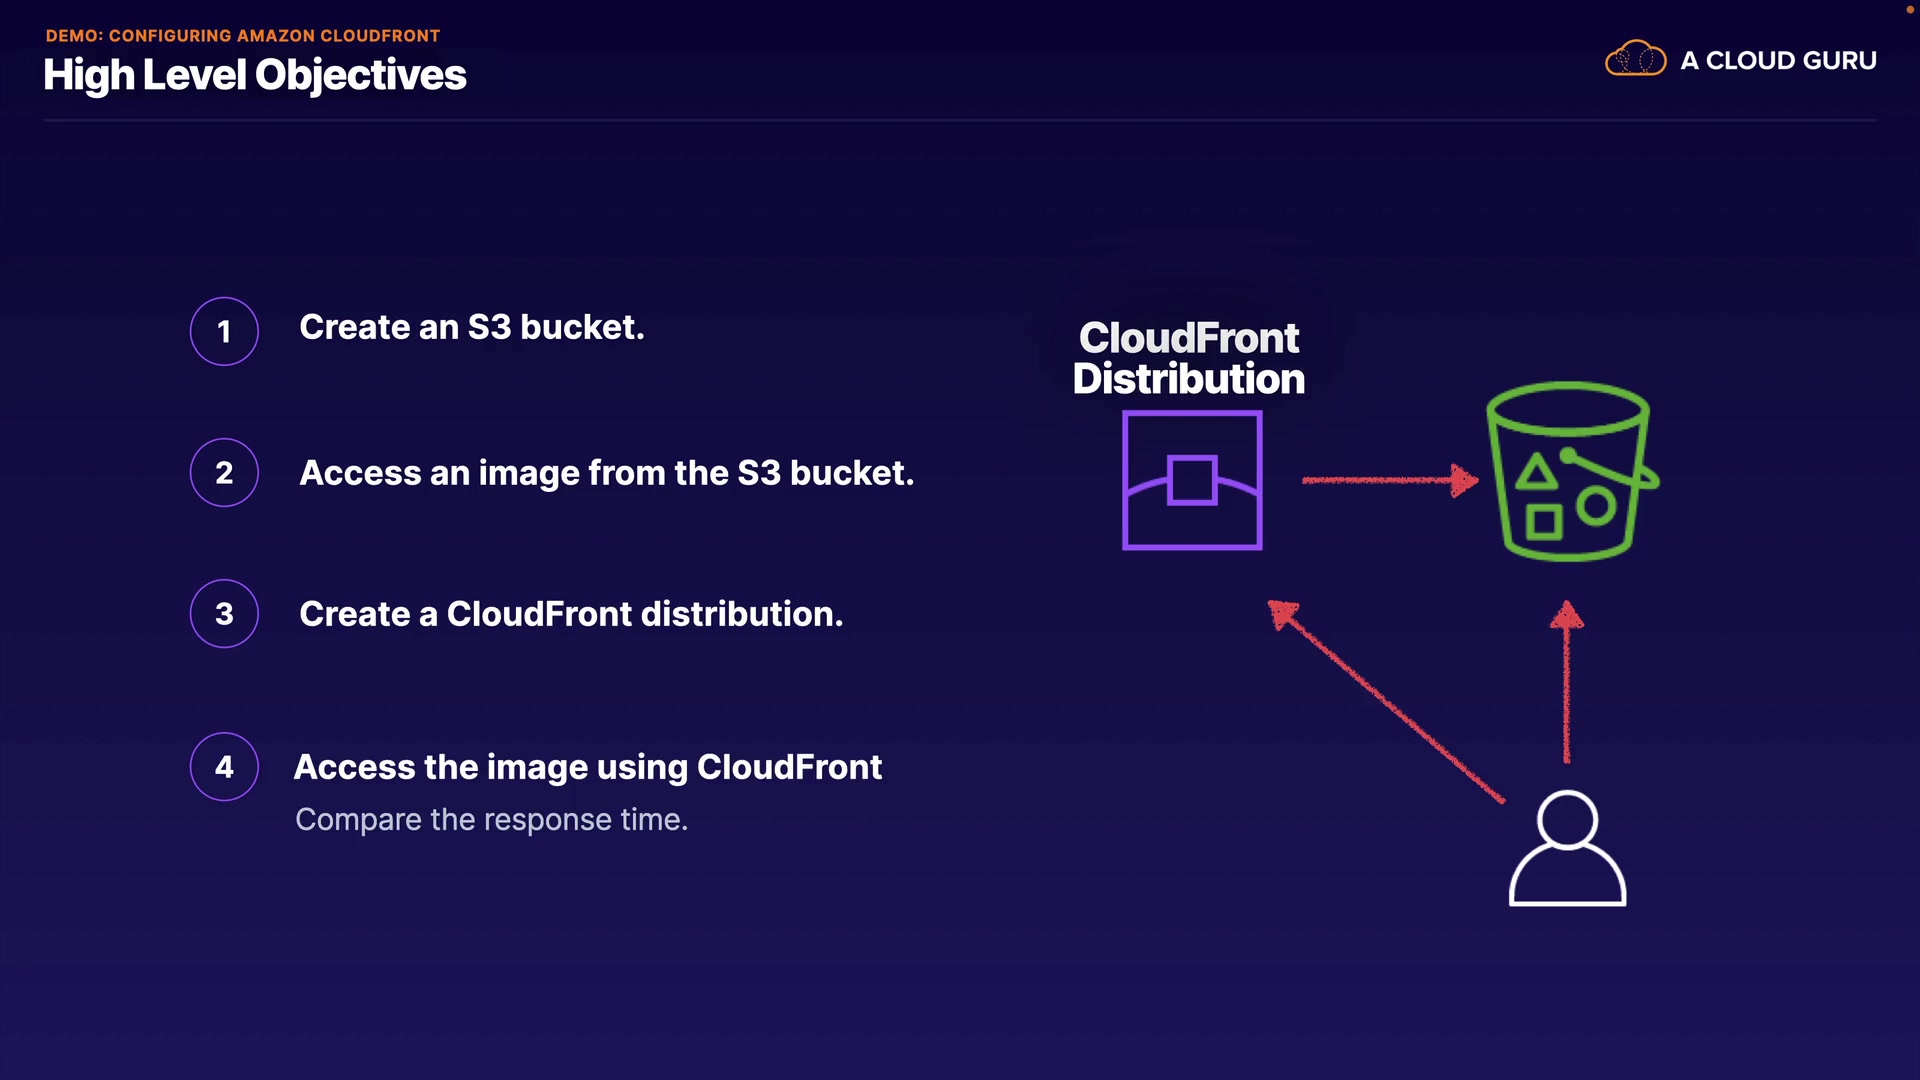 DEMO: CONFIGURING AMAZON CLOUDFRONT
High Level Objectives
A CLOUD GURU
1 Create an S3 bucket.
2 Access an image from the S3 bucket.
3 Create a CloudFront distribution.
4 Access the image using CloudFront
Compare the response time.
CloudFront
Distribution